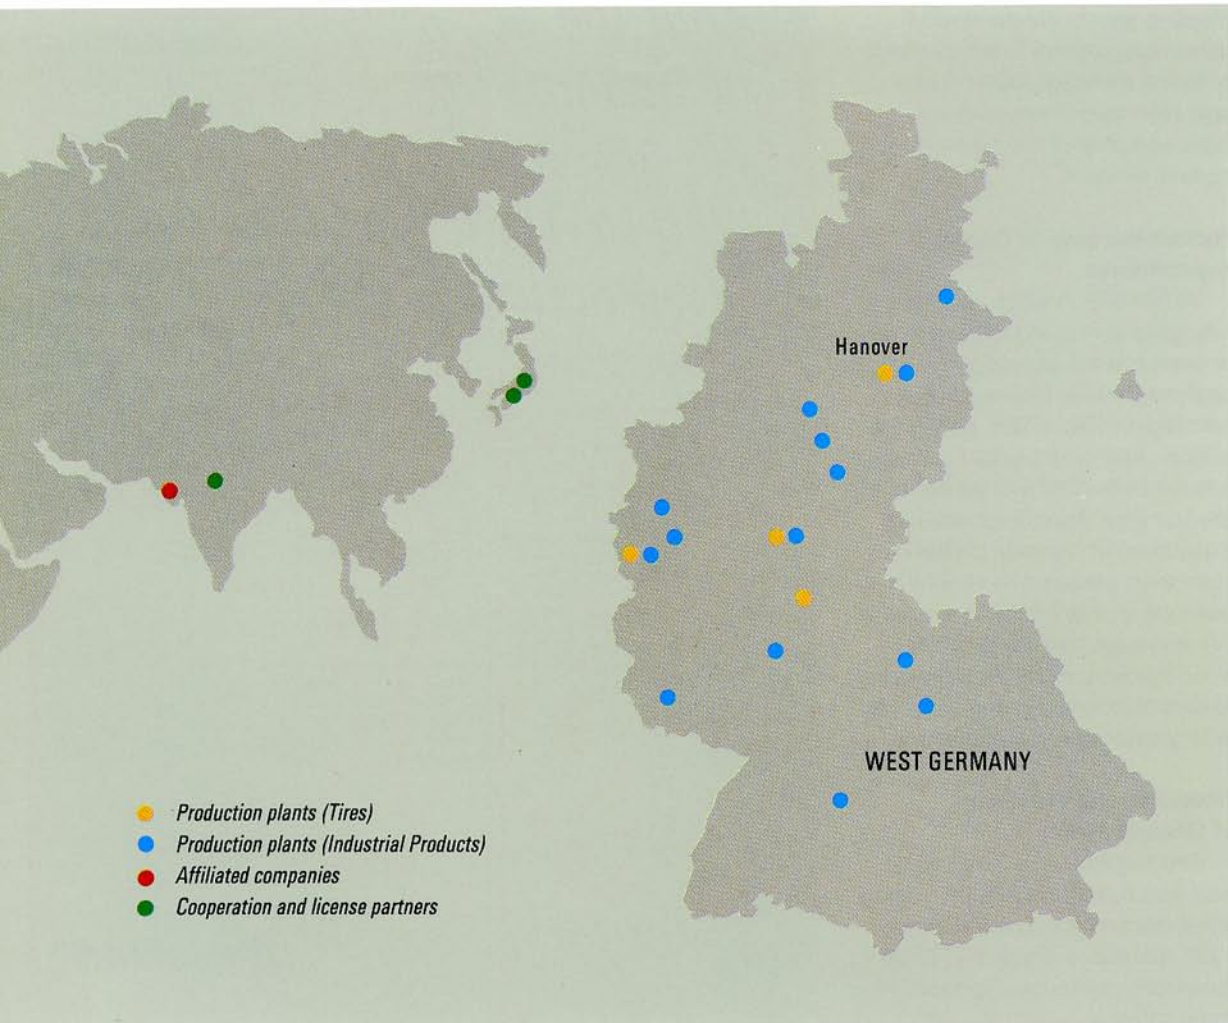 Hanover
WEST GERMANY
Production plants (Tires)
Production plants (Industrial Products)
Affiliated companies
Cooperation and license partners